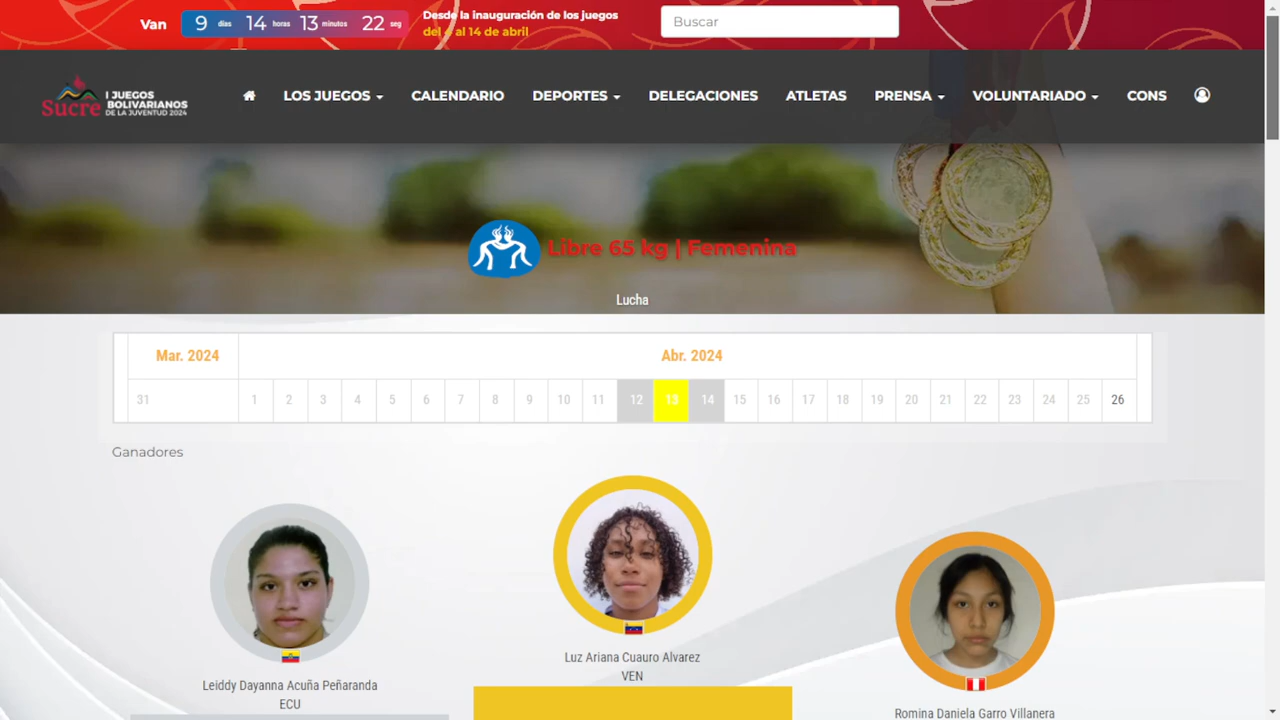 Van 9 días 14 horas 13 minutos 22 seg
Desde la inauguración de los juegos
del 4 al 14 de abril
Buscar
Sucre I JUEGOS BOLIVARIANOS DE LA JUVENTUD 2024
LOS JUEGOS CALENDARIO DEPORTES DELEGACIONES ATLETAS PRENSA VOLUNTARIADO CONS
Libre 65 kg | Femenina
Lucha
Mar. 2024 Abr. 2024
31 1 2 3 4 5 6 7 8 9 10 11 12 13 14 15 16 17 18 19 20 21 22 23 24 25 26
Ganadores
Luz Ariana Cuauro Alvarez
VEN
Leiddy Dayanna Acuña Peñaranda
ECU
Romina Daniela Garro Villanera